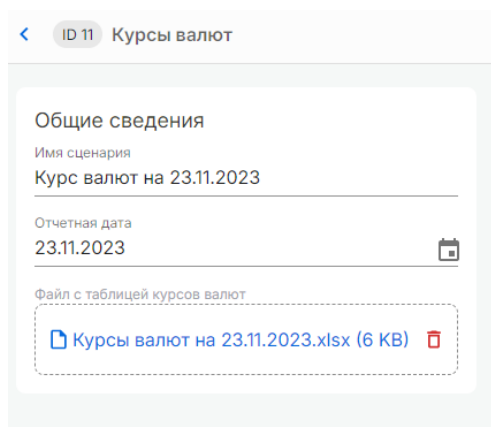 ID 11 Курсы валют
Общие сведения
Имя сценария
Курс валют на 23.11.2023
Отчетная дата
23.11.2023
Файл с таблицей курсов валют
Курсы валют на 23.11.2023.xlsx (6 KB)